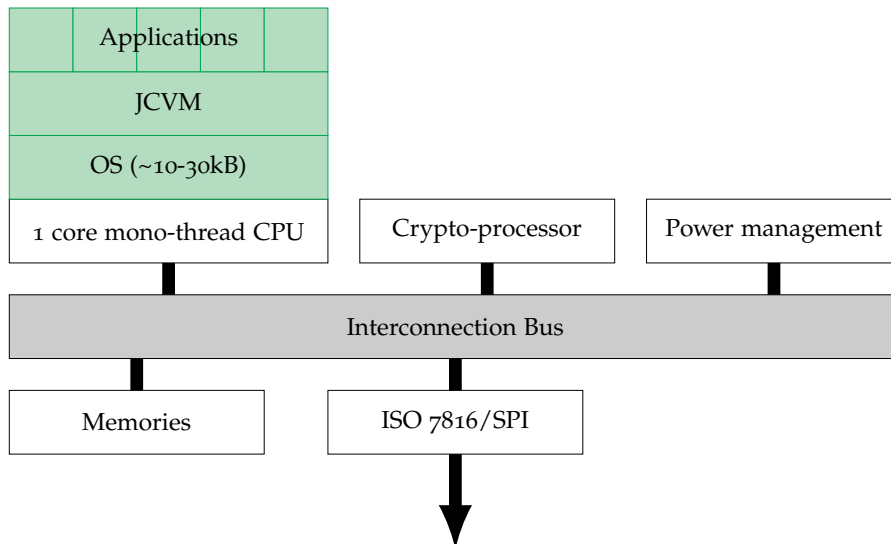 Applications
JCVM
OS (~10-30kB)
1 core mono-thread CPU
Crypto-processor
Power management
Interconnection Bus
Memories
ISO 7816/SPI